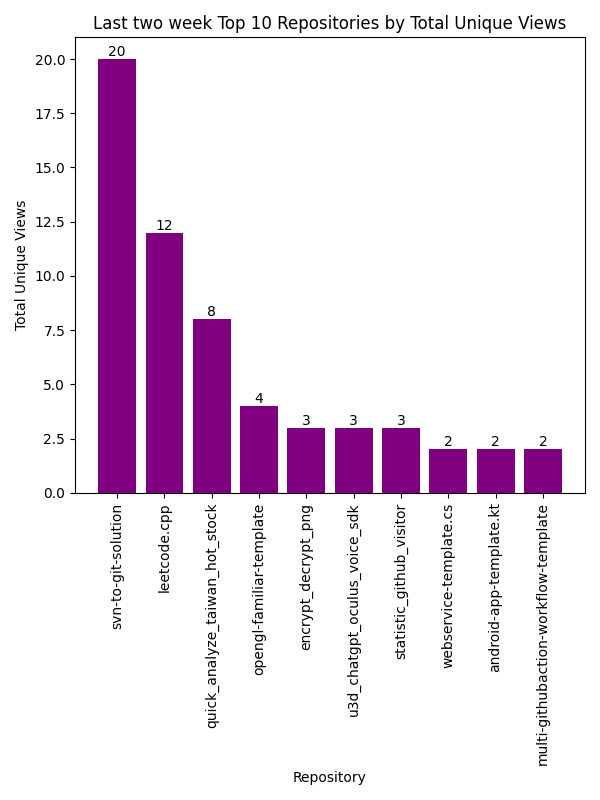 Last two week Top 10 Repositories by Total Unique Views
20
12
8
4
3
3
3
2
2
2
20.0
17.5
15.0
12.5
10.0
7.5
5.0
2.5
0.0
Total Unique Views
svn-to-git-solution
leetcode.cpp
quick_analyze_taiwan_hot_stock
opengl-familiar-template
encrypt_decrypt_png
u3d_chatgpt_oculus_voice_sdk
statistic_github_visitor
webservice-template.cs
android-app-template.kt
multi-githubaction-workflow-template
Repository